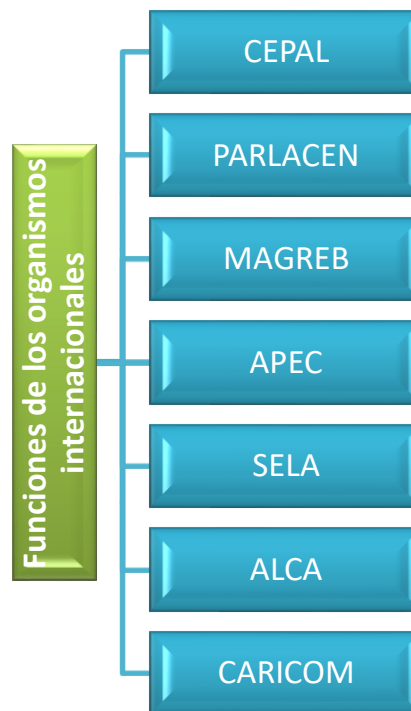 Funciones de los organismos
internacionales
CEPAL
PARLACEN
MAGREB
APEC
SELA
ALCA
CARICOM